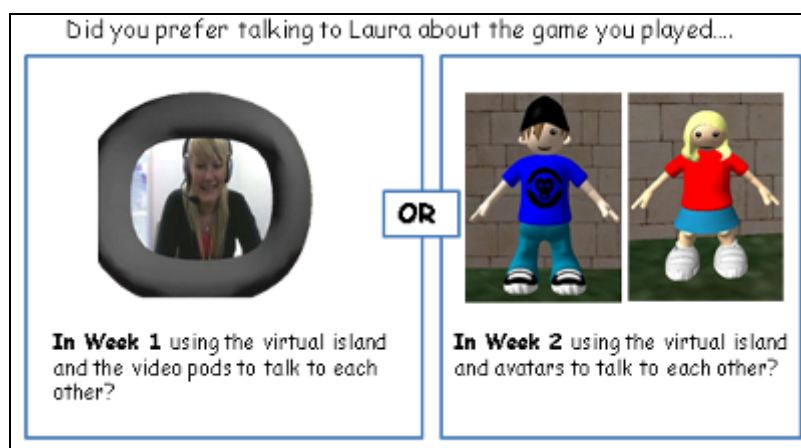 Did you prefer talking to Laura about the game you played....
OR
In Week 1 using the virtual island
and the video pods to talk to each
other?
In Week 2 using the virtual island
and avatars to talk to each other?